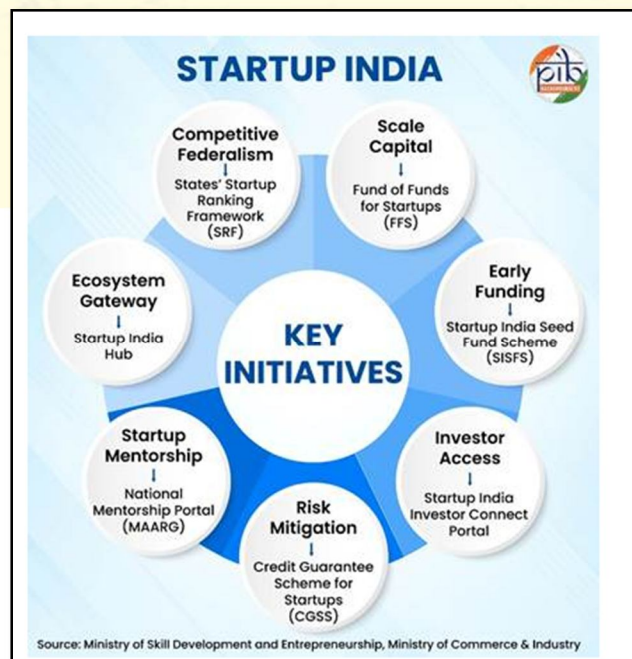 STARTUP INDIA
pib
Competitive
Federalism
States' Startup
Ranking
Framework
(SRF)
Scale
Capital
Fund of Funds
for Startups
(FFS)
Early
Funding
Startup India Seed
Fund Scheme
(SISFS)
Investor
Access
Startup India
Investor Connect
Portal
Risk
Mitigation
Credit Guarantee
Scheme for
Startups
(CGSS)
Startup
Mentorship
National
Mentorship Portal
(MAARG)
Ecosystem
Gateway
Startup India
Hub
KEY
INITIATIVES
Source: Ministry of Skill Development and Entrepreneurship, Ministry of Commerce & Industry